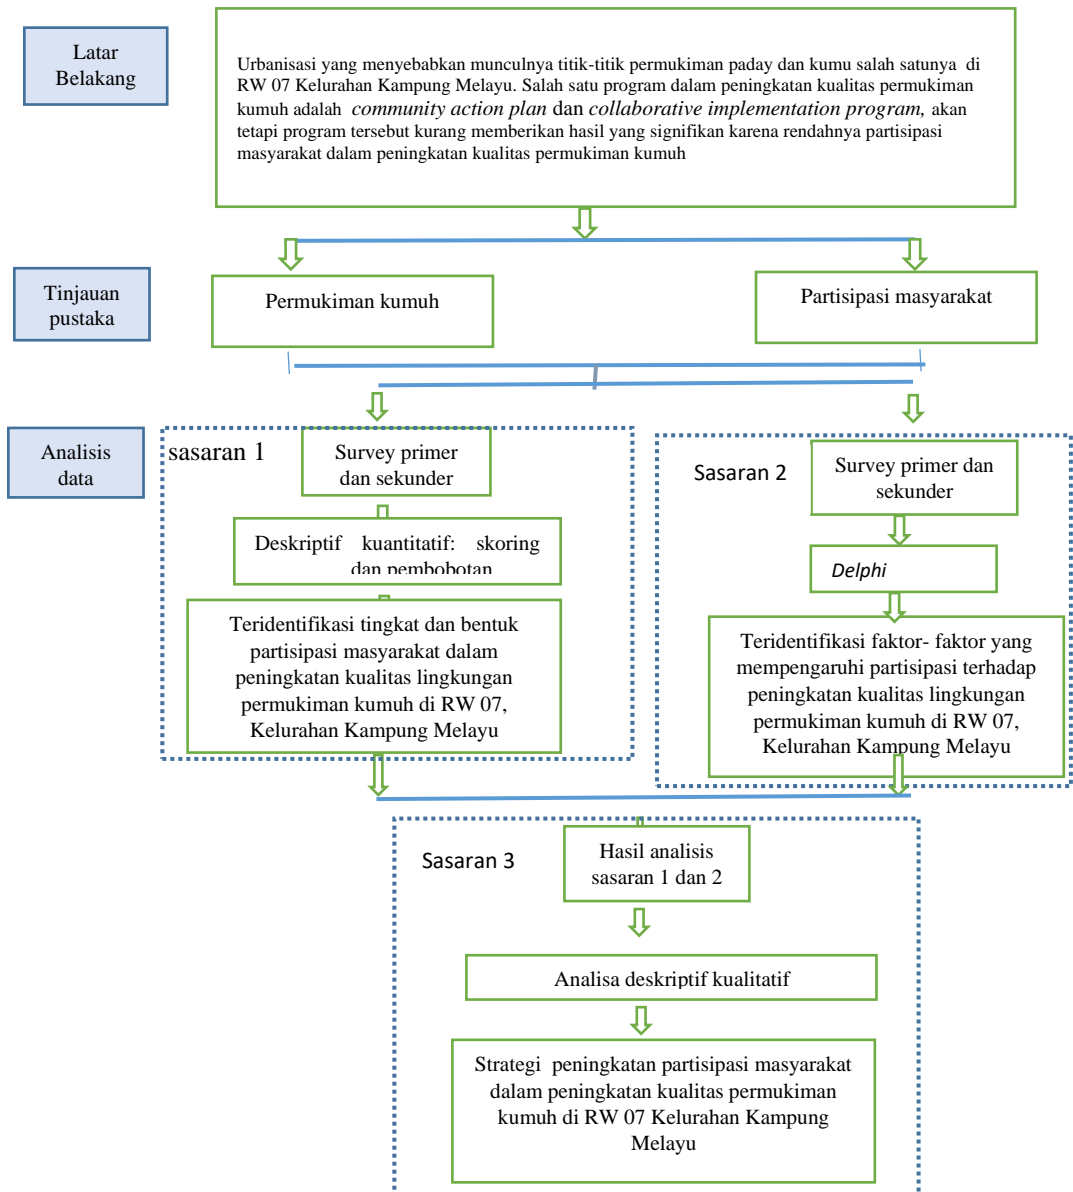 Latar
Belakang
Urbanisasi yang menyebabkan munculnya titik-titik permukiman paday dan kumu salah satunya di
RW 07 Kelurahan Kampung Melayu. Salah satu program dalam peningkatan kualitas permukiman
kumuh adalah community action plan dan collaborative implementation program, akan
tetapi program tersebut kurang memberikan hasil yang signifikan karena rendahnya partisipasi
masyarakat dalam peningkatan kualitas permukiman kumuh
Tinjauan
pustaka
Permukiman kumuh
Partisipasi masyarakat
Analisis
data
sasaran 1
Survey primer
dan sekunder
Deskriptif kuantitatif: skoring
dan pembobotan
Teridentifikasi tingkat dan bentuk
partisipasi masyarakat dalam
peningkatan kualitas lingkungan
permukiman kumuh di RW 07,
Kelurahan Kampung Melayu
Sasaran 2
Survey primer dan
sekunder
Delphi
Teridentifikasi faktor- faktor yang
mempengaruhi partisipasi terhadap
peningkatan kualitas lingkungan
permukiman kumuh di RW 07,
Kelurahan Kampung Melayu
Sasaran 3
Hasil analisis
sasaran 1 dan 2
Analisa deskriptif kualitatif
Strategi peningkatan partisipasi masyarakat
dalam peningkatan kualitas permukiman
kumuh di RW 07 Kelurahan Kampung
Melayu